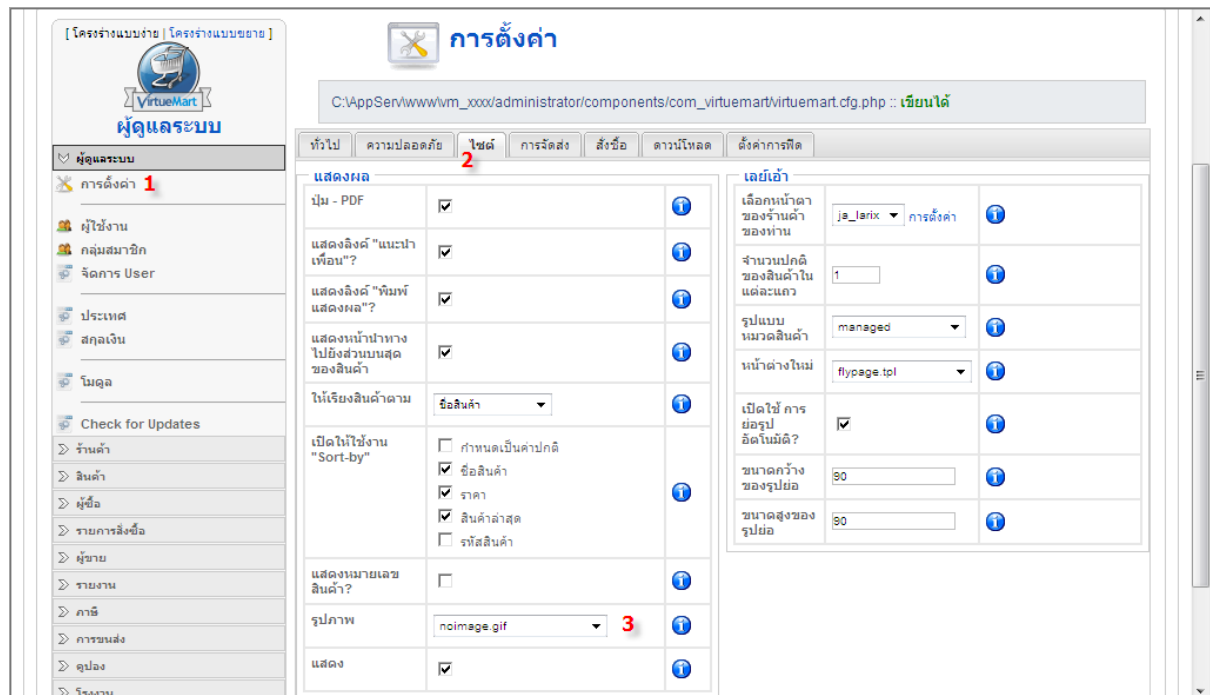 [ โครงร่างแบบง่าย | โครงร่างแบบขยาย ]
VirtueMart
ผู้ดูแลระบบ
ผู้ดูแลระบบ
การตั้งค่า 1
ผู้ใช้งาน
กลุ่มสมาชิก
จัดการ User
ประเทศ
สกุลเงิน
โมดูล
Check for Updates
ร้านค้า
สินค้า
ผู้ซื้อ
รายการสั่งซื้อ
ผู้ขาย
รายงาน
ภาษี
การขนส่ง
คูปอง
โรงงาน
การตั้งค่า
C:\AppServ\www\vm_xxxx/administrator/components/com_virtuemart/virtuemart.cfg.php :: เขียนได้
ทั่วไป ความปลอดภัย ไซต์ การจัดส่ง สั่งซื้อ ดาวน์โหลด ตั้งค่าการฟีด
2
แสดงผล
ปุ่ม - PDF
แสดงลิงค์ "แนะนำ
เพื่อน"?
แสดงลิงค์ "พิมพ์
แสดงผล"?
แสดงหน้านำทาง
ไปยังส่วนบนสุด
ของสินค้า
ให้เรียงสินค้าตาม
ชื่อสินค้า
เปิดให้ใช้งาน
"Sort-by"
กำหนดเป็นค่าปกติ
ชื่อสินค้า
ราคา
สินค้าล่าสุด
รหัสสินค้า
แสดงหมายเลข
สินค้า?
รูปภาพ
noimage.gif 3
แสดง
เลย์เอ้า
เลือกหน้าตา
ของร้านค้า
ของท่าน
ja_larix การตั้งค่า
จำนวนปกติ
ของสินค้าใน
แต่ละแถว
1
รูปแบบ
หมวดสินค้า
managed
หน้าต่างใหม่
flypage.tpl
เปิดใช้ การ
ย่อรูป
อัตโนมัติ?
ขนาดกว้าง
ของรูปย่อ
90
ขนาดสูงของ
รูปย่อ
90